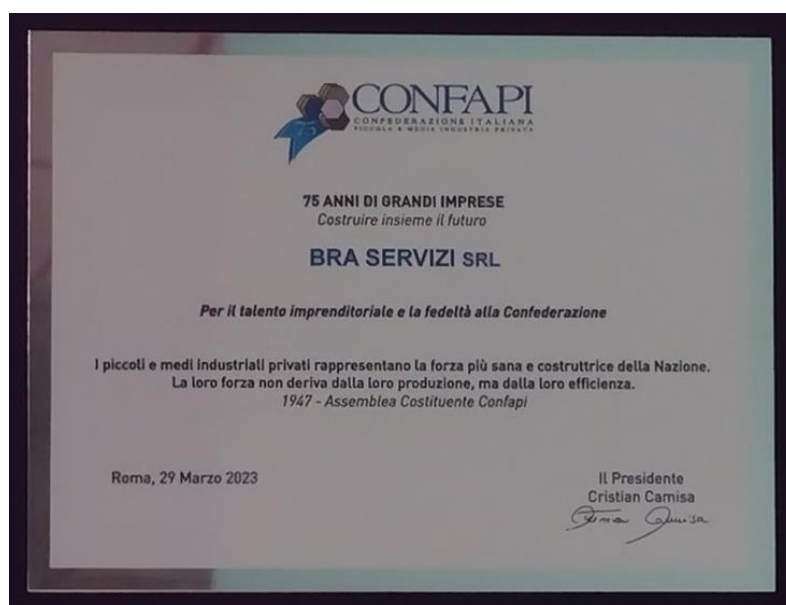 CONFAPI
CONFEDERAZIONE ITALIANA
PICCOLA E MEDIA INDUSTRIA PRIVATA
75 ANNI DI GRANDI IMPRESE
Costruire insieme il futuro
BRA SERVIZI SRL
Per il talento imprenditoriale e la fedeltà alla Confederazione
I piccoli e medi industriali privati rappresentano la forza più sana e costruttrice della Nazione.
La loro forza non deriva dalla loro produzione, ma dalla loro efficienza.
1947 - Assemblea Costituente Confapi
Roma, 29 Marzo 2023
Il Presidente
Cristian Camisa